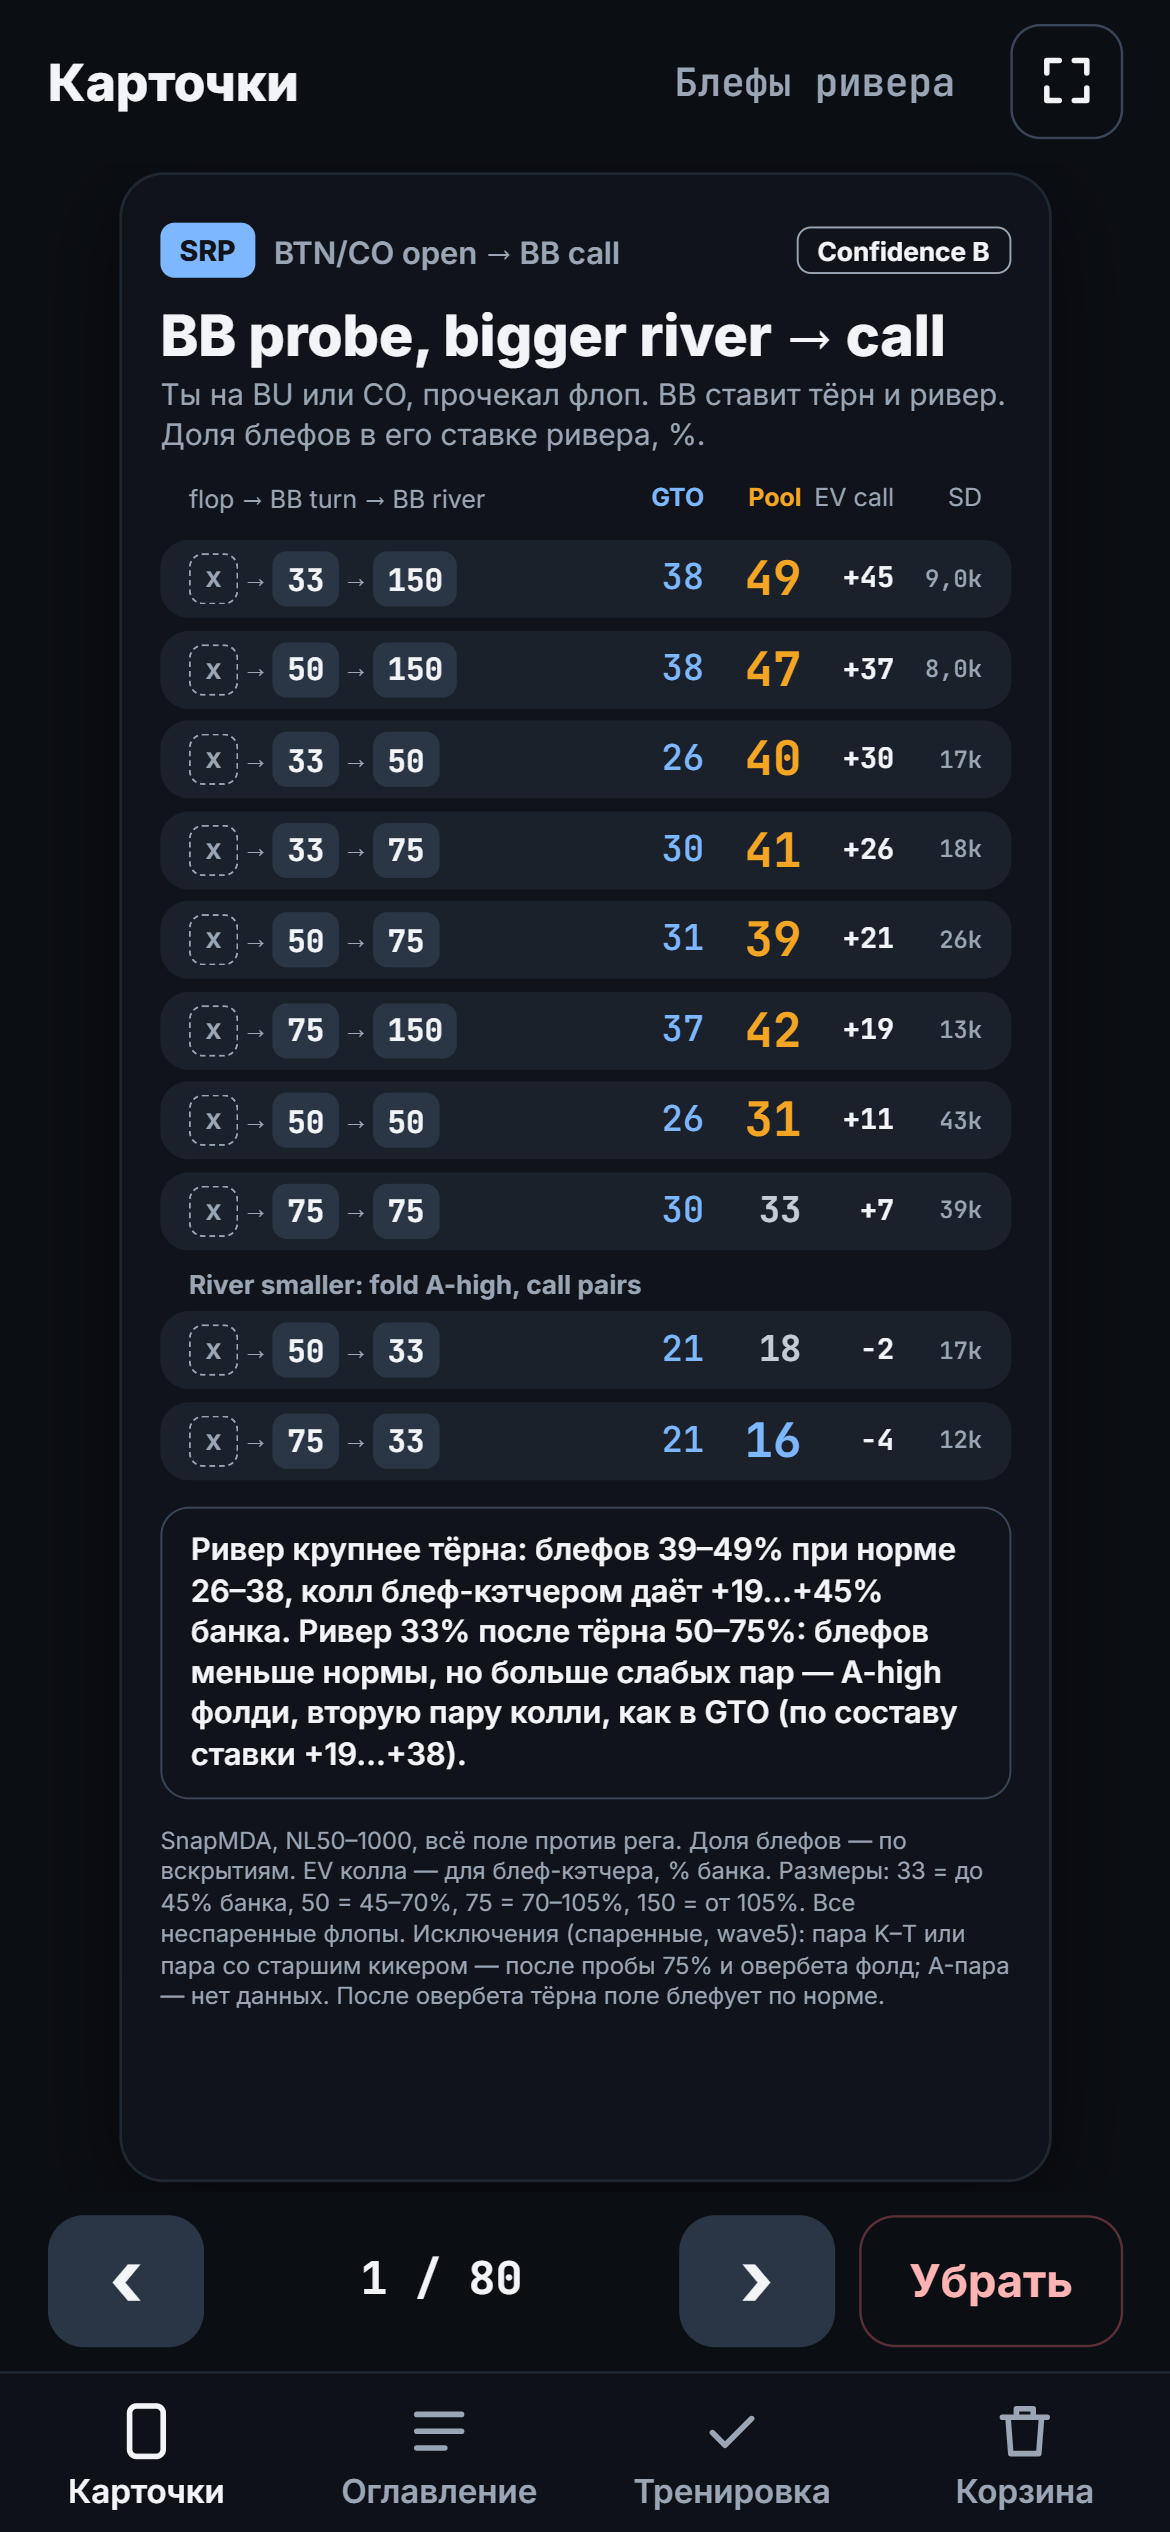 Карточки
Блефы ривера
SRP BTN/CO open → BB call Confidence B
BB probe, bigger river → call
Ты на BU или CO, прочекал флоп. BB ставит тёрн и ривер.
Доля блефов в его ставке ривера, %.
flop → BB turn → BB river GTO Pool EV call SD
X → 33 → 150 38 49 +45 9,0k
X → 50 → 150 38 47 +37 8,0k
X → 33 → 50 26 40 +30 17k
X → 33 → 75 30 41 +26 18k
X → 50 → 75 31 39 +21 26k
X → 75 → 150 37 42 +19 13k
X → 50 → 50 26 31 +11 43k
X → 75 → 75 30 33 +7 39k
River smaller: fold A-high, call pairs
X → 50 → 33 21 18 -2 17k
X → 75 → 33 21 16 -4 12k
Ривер крупнее тёрна: блефов 39–49% при норме
26–38, колл блеф-кэтчером даёт +19…+45%
банка. Ривер 33% после тёрна 50–75%: блефов
меньше нормы, но больше слабых пар — A-high
фолди, вторую пару колли, как в GTO (по составу
ставки +19…+38).
SnapMDA, NL50–1000, всё поле против рега. Доля блефов — по
вскрытиям. EV колла — для блеф-кэтчера, % банка. Размеры: 33 = до
45% банка, 50 = 45–70%, 75 = 70–105%, 150 = от 105%. Все
неспаренные флопы. Исключения (спаренные, wave5): пара K–T или
пара со старшим кикером — после пробы 75% и овербета фолд; A-пара
— нет данных. После овербета тёрна поле блефует по норме.
‹ 1 / 80 › Убрать
Карточки Оглавление Тренировка Корзина